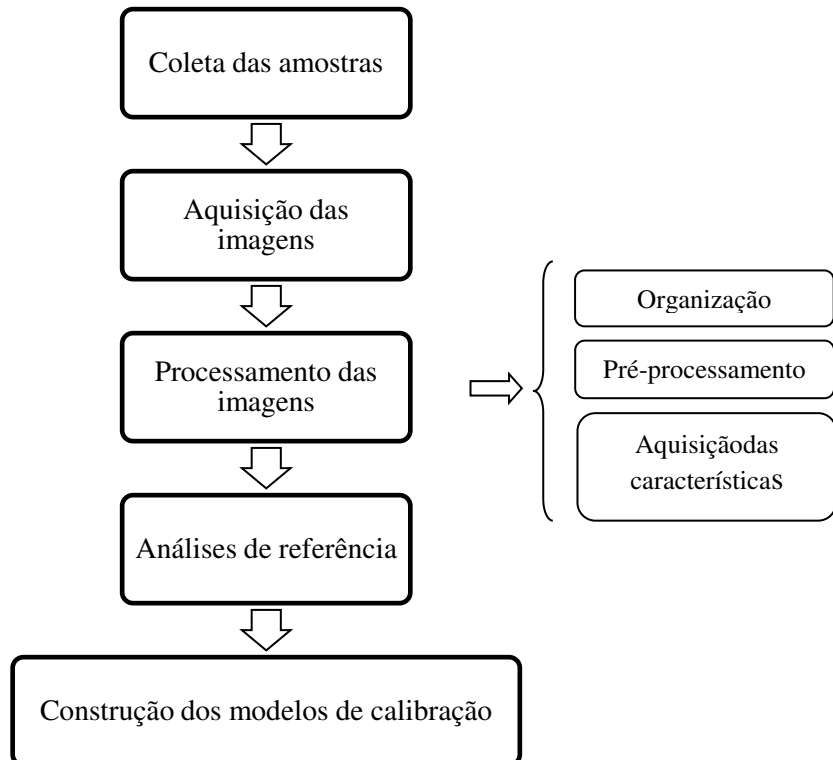 Coleta das amostras
Aquisição das
imagens
Processamento das
imagens
Organização
Pré-processamento
Aquisiçãodas
características
Análises de referência
Construção dos modelos de calibração